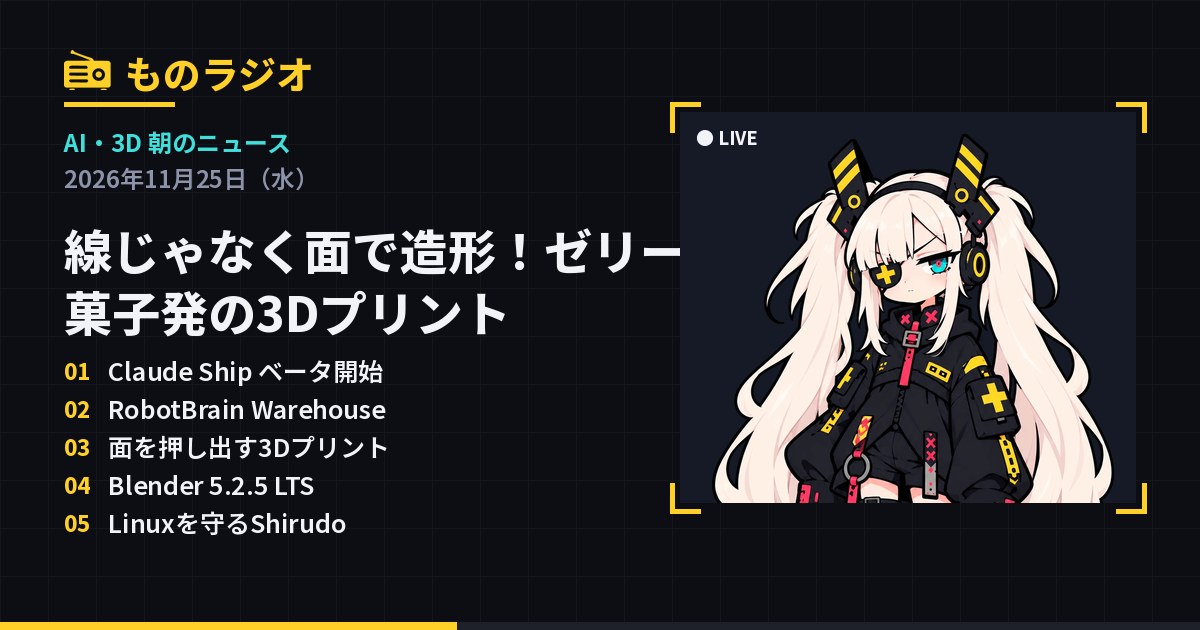 ものラジオ
AI・3D 朝のニュース
2026年11月25日（水）
線じゃなく面で造形！ゼリー
菓子発の3Dプリント
01 Claude Ship ベータ開始
02 RobotBrain Warehouse
03 面を押し出す3Dプリント
04 Blender 5.2.5 LTS
05 Linuxを守るShirudo
LIVE